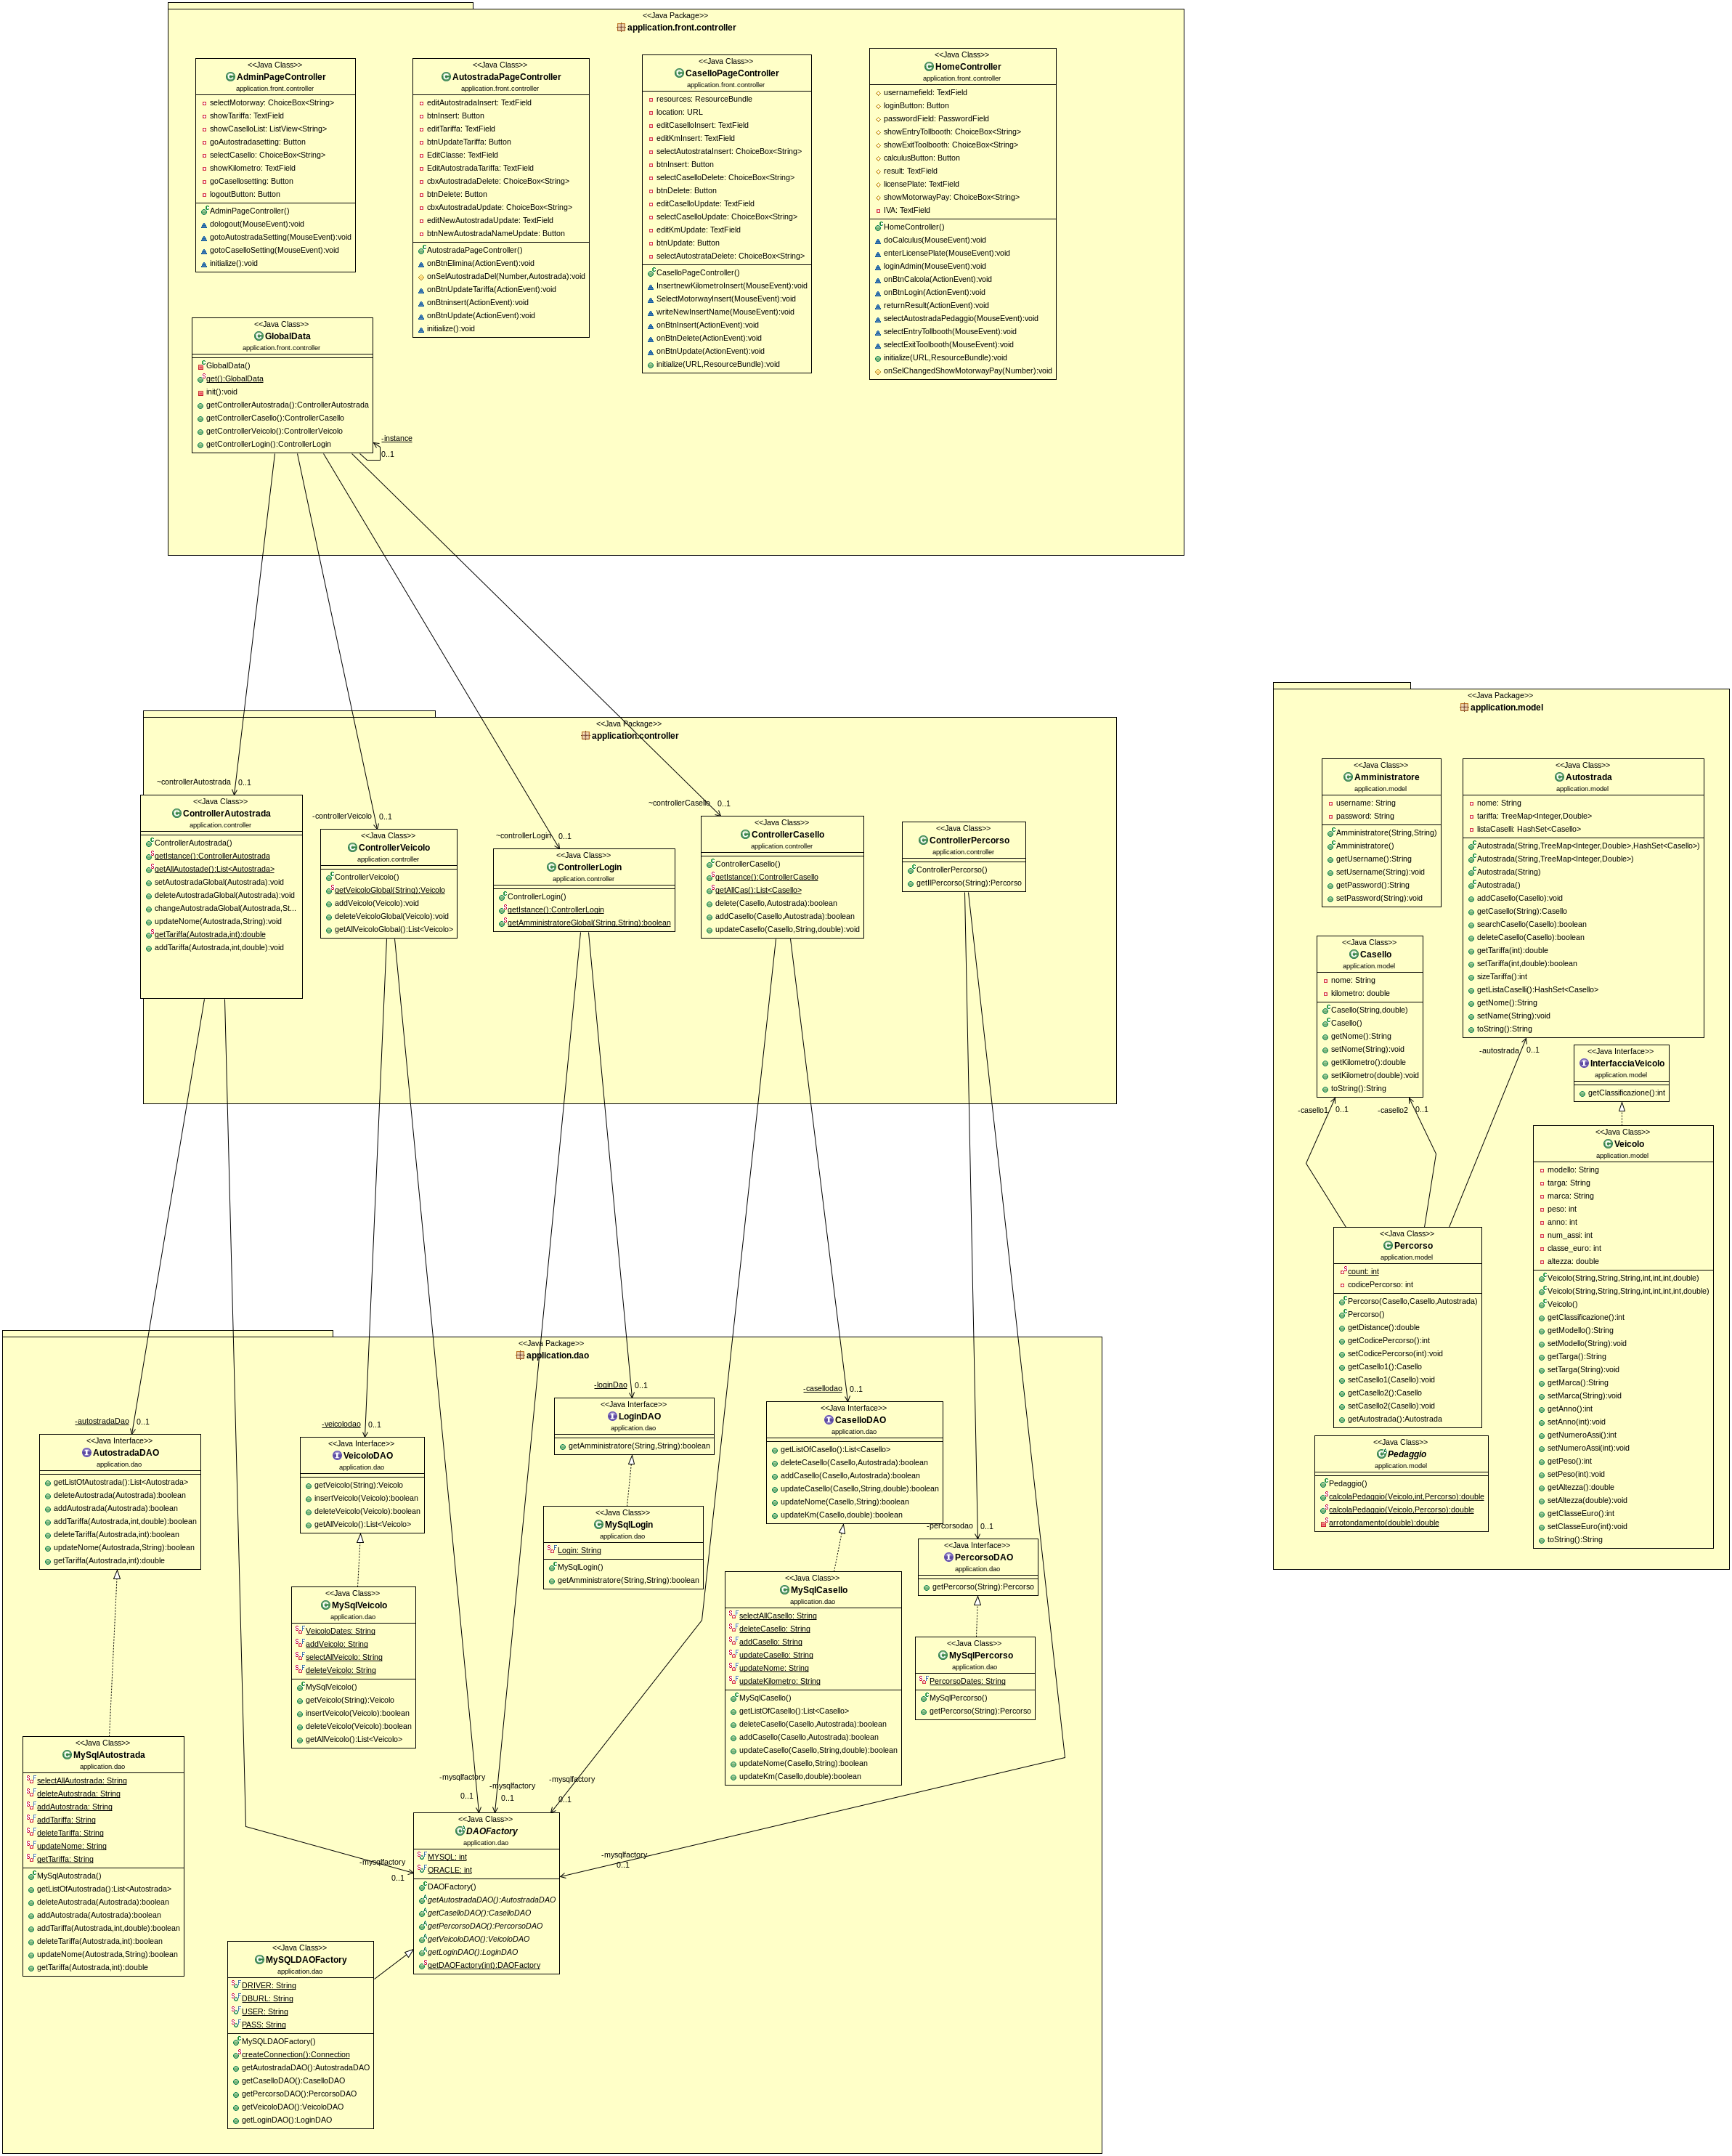 <<Java Package>>
application.front.controller
<<Java Class>>
AdminPageController
application.front.controller
selectMotorway: ChoiceBox<String>
showTariffa: TextField
showCaselloList: ListView<String>
goAutostradasetting: Button
selectCasello: ChoiceBox<String>
showKilometro: TextField
goCasellosetting: Button
logoutButton: Button
AdminPageController()
dologout(MouseEvent):void
gotoAutostradaSetting(MouseEvent):void
gotoCaselloSetting(MouseEvent):void
initialize():void
<<Java Class>>
AutostradaPageController
application.front.controller
editAutostradaInsert: TextField
btnInsert: Button
editTariffa: TextField
btnUpdateTariffa: Button
EditClasse: TextField
EditAutostradaTariffa: TextField
cbxAutostradaDelete: ChoiceBox<String>
btnDelete: Button
cbxAutostradaUpdate: ChoiceBox<String>
editNewAutostradaUpdate: TextField
btnNewAutostradaNameUpdate: Button
AutostradaPageController()
onBtnElimina(ActionEvent):void
onSelAutostradaDel(Number,Autostrada):void
onBtnUpdateTariffa(ActionEvent):void
onBtninsert(ActionEvent):void
onBtnUpdate(ActionEvent):void
initialize():void
<<Java Class>>
CaselloPageController
application.front.controller
resources: ResourceBundle
location: URL
editCaselloInsert: TextField
editKmInsert: TextField
selectAutostrataInsert: ChoiceBox<String>
btnInsert: Button
selectCaselloDelete: ChoiceBox<String>
btnDelete: Button
editCaselloUpdate: TextField
selectCaselloUpdate: ChoiceBox<String>
editKmUpdate: TextField
btnUpdate: Button
selectAutostrataDelete: ChoiceBox<String>
CaselloPageController()
InsertnewKilometroInsert(MouseEvent):void
SelectMotorwayInsert(MouseEvent):void
writeNewInsertName(MouseEvent):void
onBtnInsert(ActionEvent):void
onBtnDelete(ActionEvent):void
onBtnUpdate(ActionEvent):void
initialize(URL,ResourceBundle):void
<<Java Class>>
HomeController
application.front.controller
usernamefield: TextField
loginButton: Button
passwordField: PasswordField
showEntryTollbooth: ChoiceBox<String>
showExitToolbooth: ChoiceBox<String>
calculusButton: Button
result: TextField
licensePlate: TextField
showMotorwayPay: ChoiceBox<String>
IVA: TextField
HomeController()
doCalculus(MouseEvent):void
enterLicensePlate(MouseEvent):void
loginAdmin(MouseEvent):void
onBtnCalcola(ActionEvent):void
onBtnLogin(ActionEvent):void
returnResult(ActionEvent):void
selectAutostradaPedaggio(MouseEvent):void
selectEntryTollbooth(MouseEvent):void
selectExitToolbooth(MouseEvent):void
initialize(URL,ResourceBundle):void
onSelChangedShowMotorwayPay(Number):void
<<Java Class>>
GlobalData
application.front.controller
GlobalData()
get():GlobalData
init():void
getControllerAutostrada():ControllerAutostrada
getControllerCasello():ControllerCasello
getControllerVeicolo():ControllerVeicolo
getControllerLogin():ControllerLogin
-instance
0..1
<<Java Package>>
application.controller
~controllerAutostrada 0..1
<<Java Class>>
ControllerAutostrada
application.controller
ControllerAutostrada()
getIstance():ControllerAutostrada
getAllAutostade():List<Autostrada>
setAutostradaGlobal(Autostrada):void
deleteAutostradaGlobal(Autostrada):void
changeAutostradaGlobal(Autostrada,St...
updateNome(Autostrada,String):void
getTariffa(Autostrada,int):double
addTariffa(Autostrada,int,double):void
-controllerVeicolo 0..1
<<Java Class>>
ControllerVeicolo
application.controller
ControllerVeicolo()
getVeicoloGlobal(String):Veicolo
addVeicolo(Veicolo):void
deleteVeicoloGlobal(Veicolo):void
getAllVeicoloGlobal():List<Veicolo>
~controllerLogin 0..1
<<Java Class>>
ControllerLogin
application.controller
ControllerLogin()
getIstance():ControllerLogin
getAmministratoreGlobal(String,String):boolean
~controllerCasello 0..1
<<Java Class>>
ControllerCasello
application.controller
ControllerCasello()
getIstance():ControllerCasello
getAllCas():List<Casello>
delete(Casello,Autostrada):boolean
addCasello(Casello,Autostrada):boolean
updateCasello(Casello,String,double):void
<<Java Class>>
ControllerPercorso
application.controller
ControllerPercorso()
getIlPercorso(String):Percorso
<<Java Package>>
application.model
<<Java Class>>
Amministratore
application.model
username: String
password: String
Amministratore(String,String)
Amministratore()
getUsername():String
setUsername(String):void
getPassword():String
setPassword(String):void
<<Java Class>>
Autostrada
application.model
nome: String
tariffa: TreeMap<Integer,Double>
listaCaselli: HashSet<Casello>
Autostrada(String,TreeMap<Integer,Double>,HashSet<Casello>)
Autostrada(String,TreeMap<Integer,Double>)
Autostrada(String)
Autostrada()
addCasello(Casello):void
getCasello(String):Casello
searchCasello(Casello):boolean
deleteCasello(Casello):boolean
getTariffa(int):double
setTariffa(int,double):boolean
sizeTariffa():int
getListaCaselli():HashSet<Casello>
getNome():String
setName(String):void
toString():String
<<Java Class>>
Casello
application.model
nome: String
kilometro: double
Casello(String,double)
Casello()
getNome():String
setNome(String):void
getKilometro():double
setKilometro(double):void
toString():String
-autostrada 0..1
<<Java Interface>>
InterfacciaVeicolo
application.model
getClassificazione():int
-casello1 0..1
-casello2 0..1
<<Java Class>>
Veicolo
application.model
modello: String
targa: String
marca: String
peso: int
anno: int
num_assi: int
classe_euro: int
altezza: double
Veicolo(String,String,String,int,int,int,double)
Veicolo(String,String,String,int,int,int,int,double)
Veicolo()
getClassificazione():int
getModello():String
setModello(String):void
getTarga():String
setTarga(String):void
getMarca():String
setMarca(String):void
getAnno():int
setAnno(int):void
getNumeroAssi():int
setNumeroAssi(int):void
getPeso():int
setPeso(int):void
getAltezza():double
setAltezza(double):void
getClasseEuro():int
setClasseEuro(int):void
toString():String
<<Java Class>>
Percorso
application.model
count: int
codicePercorso: int
Percorso(Casello,Casello,Autostrada)
Percorso()
getDistance():double
getCodicePercorso():int
setCodicePercorso(int):void
getCasello1():Casello
setCasello1(Casello):void
getCasello2():Casello
setCasello2(Casello):void
getAutostrada():Autostrada
<<Java Class>>
Pedaggio
application.model
Pedaggio()
calcolaPedaggio(Veicolo,int,Percorso):double
calcolaPedaggio(Veicolo,Percorso):double
arrotondamento(double):double
<<Java Package>>
application.dao
-autostradaDao 0..1
<<Java Interface>>
AutostradaDAO
application.dao
getListOfAutostrada():List<Autostrada>
deleteAutostrada(Autostrada):boolean
addAutostrada(Autostrada):boolean
addTariffa(Autostrada,int,double):boolean
deleteTariffa(Autostrada,int):boolean
updateNome(Autostrada,String):boolean
getTariffa(Autostrada,int):double
-veicolodao 0..1
<<Java Interface>>
VeicoloDAO
application.dao
getVeicolo(String):Veicolo
insertVeicolo(Veicolo):boolean
deleteVeicolo(Veicolo):boolean
getAllVeicolo():List<Veicolo>
-loginDao 0..1
<<Java Interface>>
LoginDAO
application.dao
getAmministratore(String,String):boolean
<<Java Class>>
MySqlLogin
application.dao
Login: String
MySqlLogin()
getAmministratore(String,String):boolean
-casellodao 0..1
<<Java Interface>>
CaselloDAO
application.dao
getListOfCasello():List<Casello>
deleteCasello(Casello,Autostrada):boolean
addCasello(Casello,Autostrada):boolean
updateCasello(Casello,String,double):boolean
updateNome(Casello,String):boolean
updateKm(Casello,double):boolean
-percorsodao 0..1
<<Java Interface>>
PercorsoDAO
application.dao
getPercorso(String):Percorso
<<Java Class>>
MySqlVeicolo
application.dao
VeicoloDates: String
addVeicolo: String
selectAllVeicolo: String
deleteVeicolo: String
MySqlVeicolo()
getVeicolo(String):Veicolo
insertVeicolo(Veicolo):boolean
deleteVeicolo(Veicolo):boolean
getAllVeicolo():List<Veicolo>
<<Java Class>>
MySqlCasello
application.dao
selectAllCasello: String
deleteCasello: String
addCasello: String
updateCasello: String
updateNome: String
updateKilometro: String
MySqlCasello()
getListOfCasello():List<Casello>
deleteCasello(Casello,Autostrada):boolean
addCasello(Casello,Autostrada):boolean
updateCasello(Casello,String,double):boolean
updateNome(Casello,String):boolean
updateKm(Casello,double):boolean
<<Java Class>>
MySqlPercorso
application.dao
PercorsoDates: String
MySqlPercorso()
getPercorso(String):Percorso
<<Java Class>>
MySqlAutostrada
application.dao
selectAllAutostrada: String
deleteAutostrada: String
addAutostrada: String
addTariffa: String
deleteTariffa: String
updateNome: String
getTariffa: String
MySqlAutostrada()
getListOfAutostrada():List<Autostrada>
deleteAutostrada(Autostrada):boolean
addAutostrada(Autostrada):boolean
addTariffa(Autostrada,int,double):boolean
deleteTariffa(Autostrada,int):boolean
updateNome(Autostrada,String):boolean
getTariffa(Autostrada,int):double
-mysqlfactory
0..1
-mysqlfactory
0..1
-mysqlfactory
0..1
-mysqlfactory
0..1
-mysqlfactory
0..1
<<Java Class>>
DAOFactory
application.dao
MYSQL: int
ORACLE: int
DAOFactory()
getAutostradaDAO():AutostradaDAO
getCaselloDAO():CaselloDAO
getPercorsoDAO():PercorsoDAO
getVeicoloDAO():VeicoloDAO
getLoginDAO():LoginDAO
getDAOFactory(int):DAOFactory
<<Java Class>>
MySQLDAOFactory
application.dao
DRIVER: String
DBURL: String
USER: String
PASS: String
MySQLDAOFactory()
createConnection():Connection
getAutostradaDAO():AutostradaDAO
getCaselloDAO():CaselloDAO
getPercorsoDAO():PercorsoDAO
getVeicoloDAO():VeicoloDAO
getLoginDAO():LoginDAO